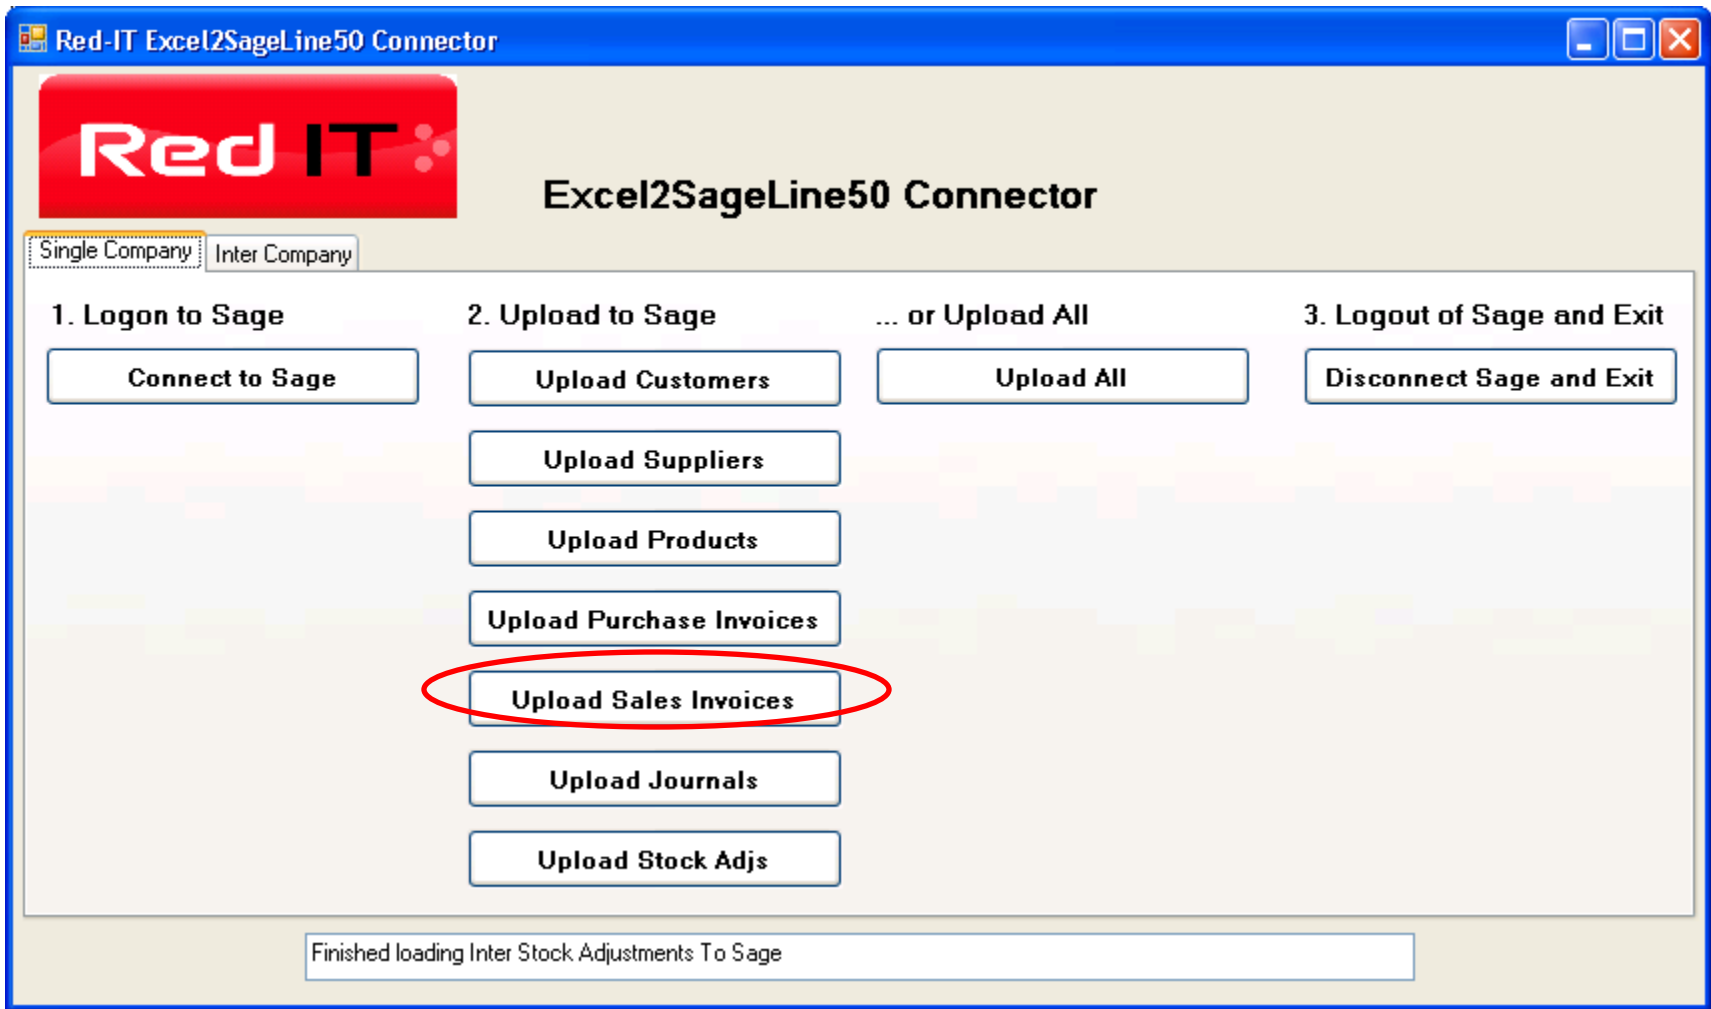 Red-IT Excel2SageLine50 Connector
Red IT
Excel2SageLine50 Connector
Single Company
Inter Company
1. Logon to Sage
2. Upload to Sage
... or Upload All
3. Logout of Sage and Exit
Connect to Sage
Upload Customers
Upload All
Disconnect Sage and Exit
Upload Suppliers
Upload Products
Upload Purchase Invoices
Upload Sales Invoices
Upload Journals
Upload Stock Adjs
Finished loading Inter Stock Adjustments To Sage